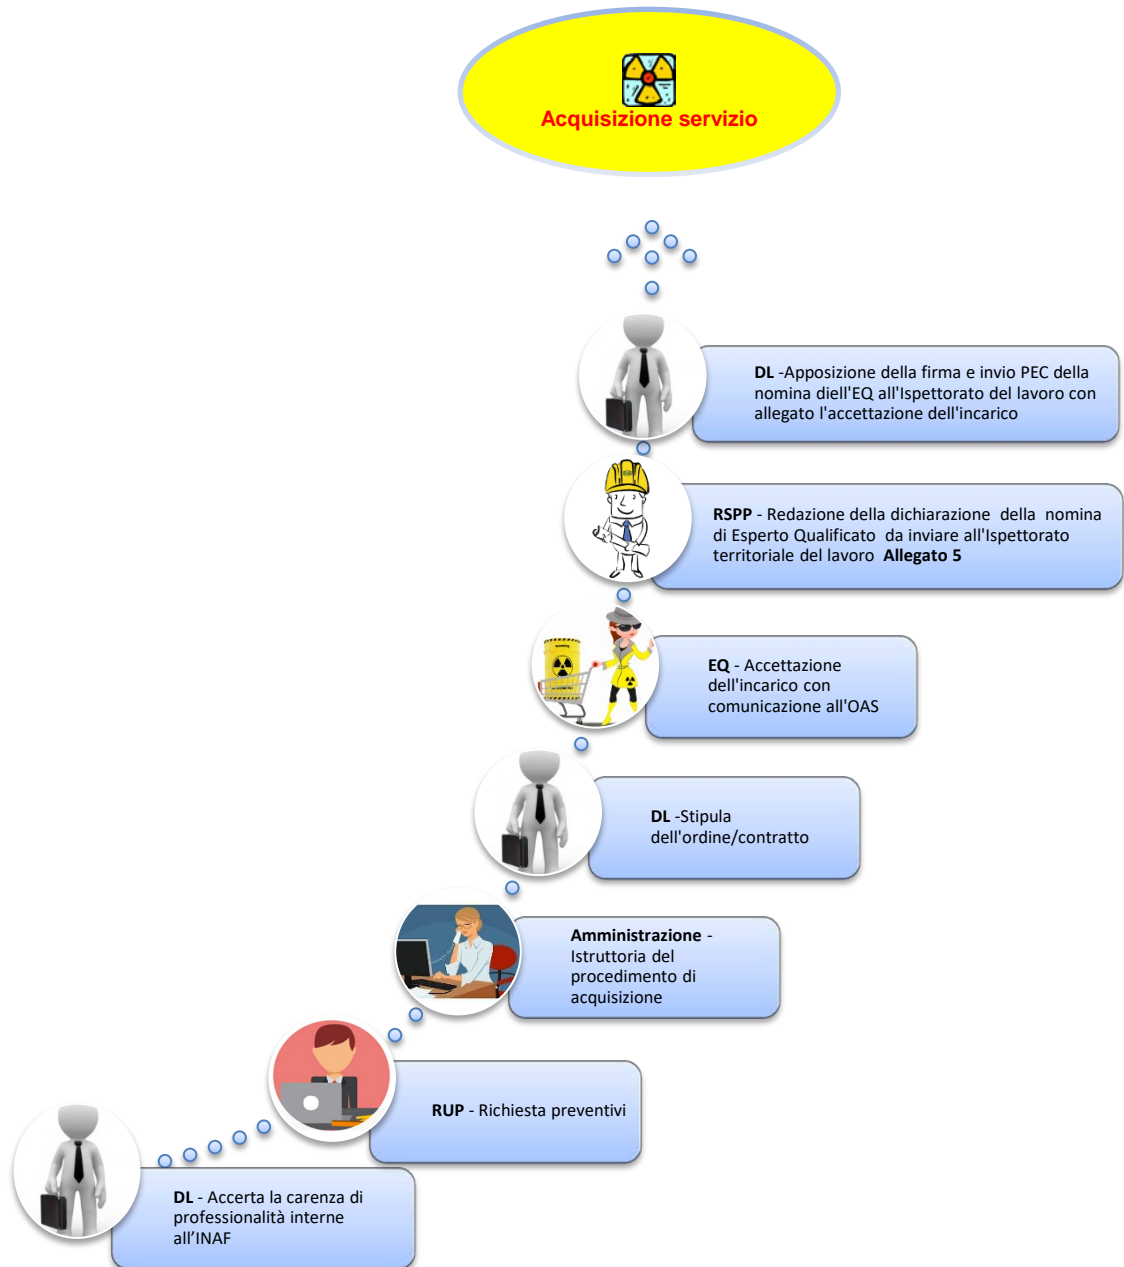 Acquisizione servizio
DL -Apposizione della firma e invio PEC della
nomina diell'EQ all'Ispettorato del lavoro con
allegato l'accettazione dell'incarico
RSPP - Redazione della dichiarazione della nomina
di Esperto Qualificato da inviare all'Ispettorato
territoriale del lavoro Allegato 5
EQ - Accettazione
dell'incarico con
comunicazione all'OAS
DL -Stipula
dell'ordine/contratto
Amministrazione -
Istruttoria del
procedimento di
acquisizione
RUP - Richiesta preventivi
DL - Accerta la carenza di
professionalità interne
all’INAF